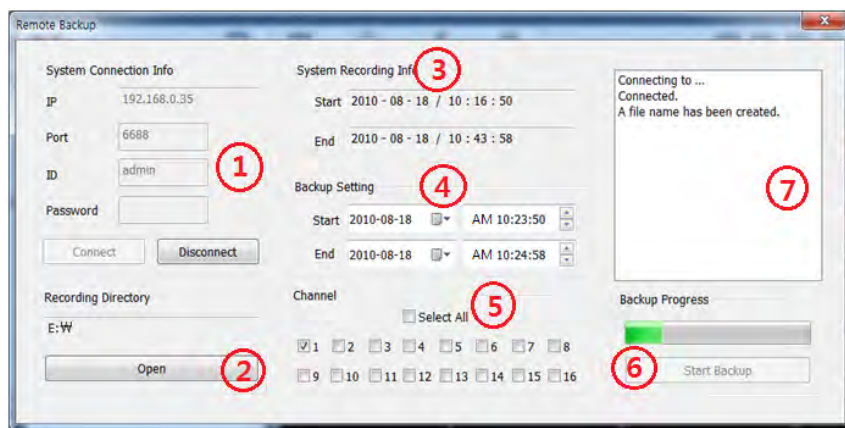 Remote Backup
System Connection Info
IP 192.168.0.35
Port 6688
ID admin
Password
1
Connect Disconnect
Recording Directory
E:₩
Open
2
System Recording Info
3
Start 2010 - 08 - 18 / 10 : 16 : 50
End 2010 - 08 - 18 / 10 : 43 : 58
Backup Setting
4
Start 2010-08-18 AM 10:23:50
End 2010-08-18 AM 10:24:58
Channel
Select All
5
1 2 3 4 5 6 7 8
9 10 11 12 13 14 15 16
Connecting to ...
Connected.
A file name has been created.
7
Backup Progress
6
Start Backup